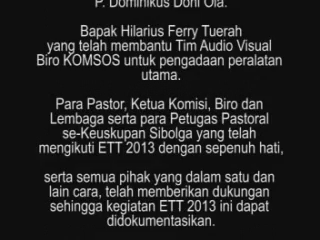 P. Dominikus Doni Ola.
Bapak Hilarius Ferry Tuerah
yang telah membantu Tim Audio Visual
Biro KOMSOS untuk pengadaan peralatan
utama.
Para Pastor, Ketua Komisi, Biro dan
Lembaga serta para Petugas Pastoral
se-Keuskupan Sibolga yang telah
mengikuti ETT 2013 dengan sepenuh hati,
serta semua pihak yang dalam satu dan
lain cara, telah memberikan dukungan
sehingga kegiatan ETT 2013 ini dapat
didokumentasikan.